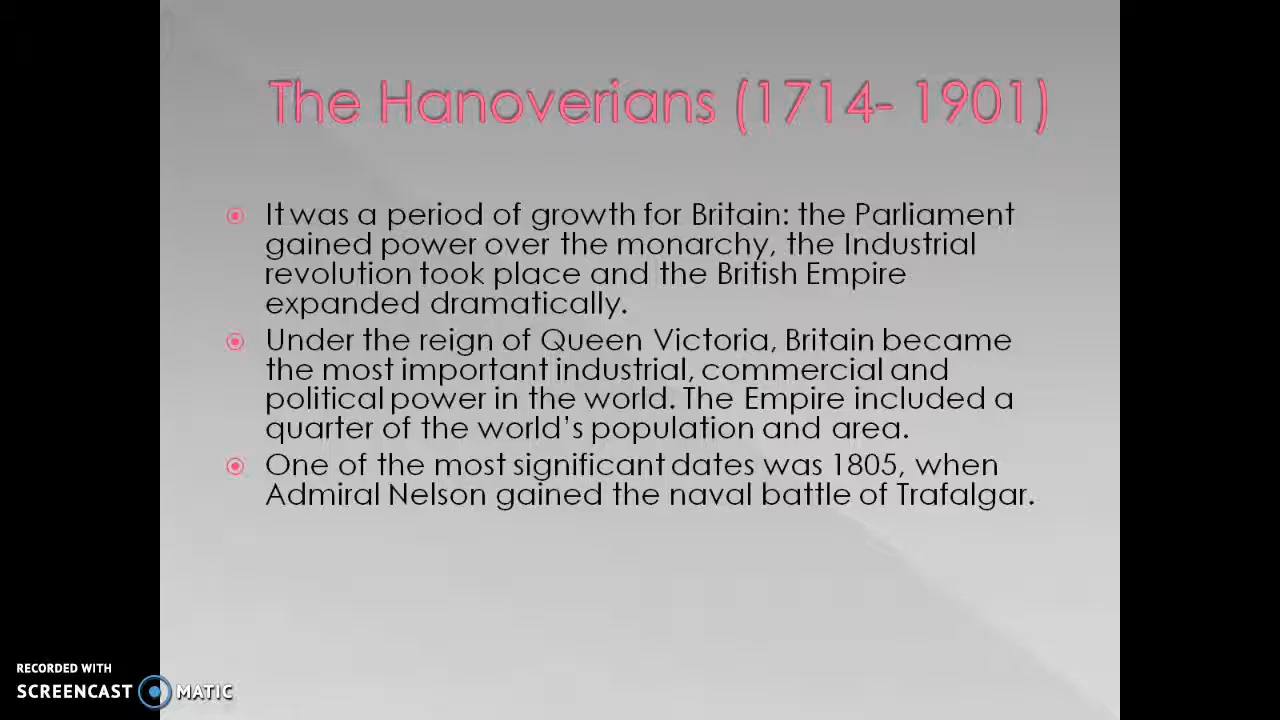 The Hanoverians (1714- 1901)
It was a period of growth for Britain: the Parliament
gained power over the monarchy, the Industrial
revolution took place and the British Empire
expanded dramatically.
Under the reign of Queen Victoria, Britain became
the most important industrial, commercial and
political power in the world. The Empire included a
quarter of the world's population and area.
One of the most significant dates was 1805, when
Admiral Nelson gained the naval battle of Trafalgar.
RECORDED WITH
SCREENCAST MATIC